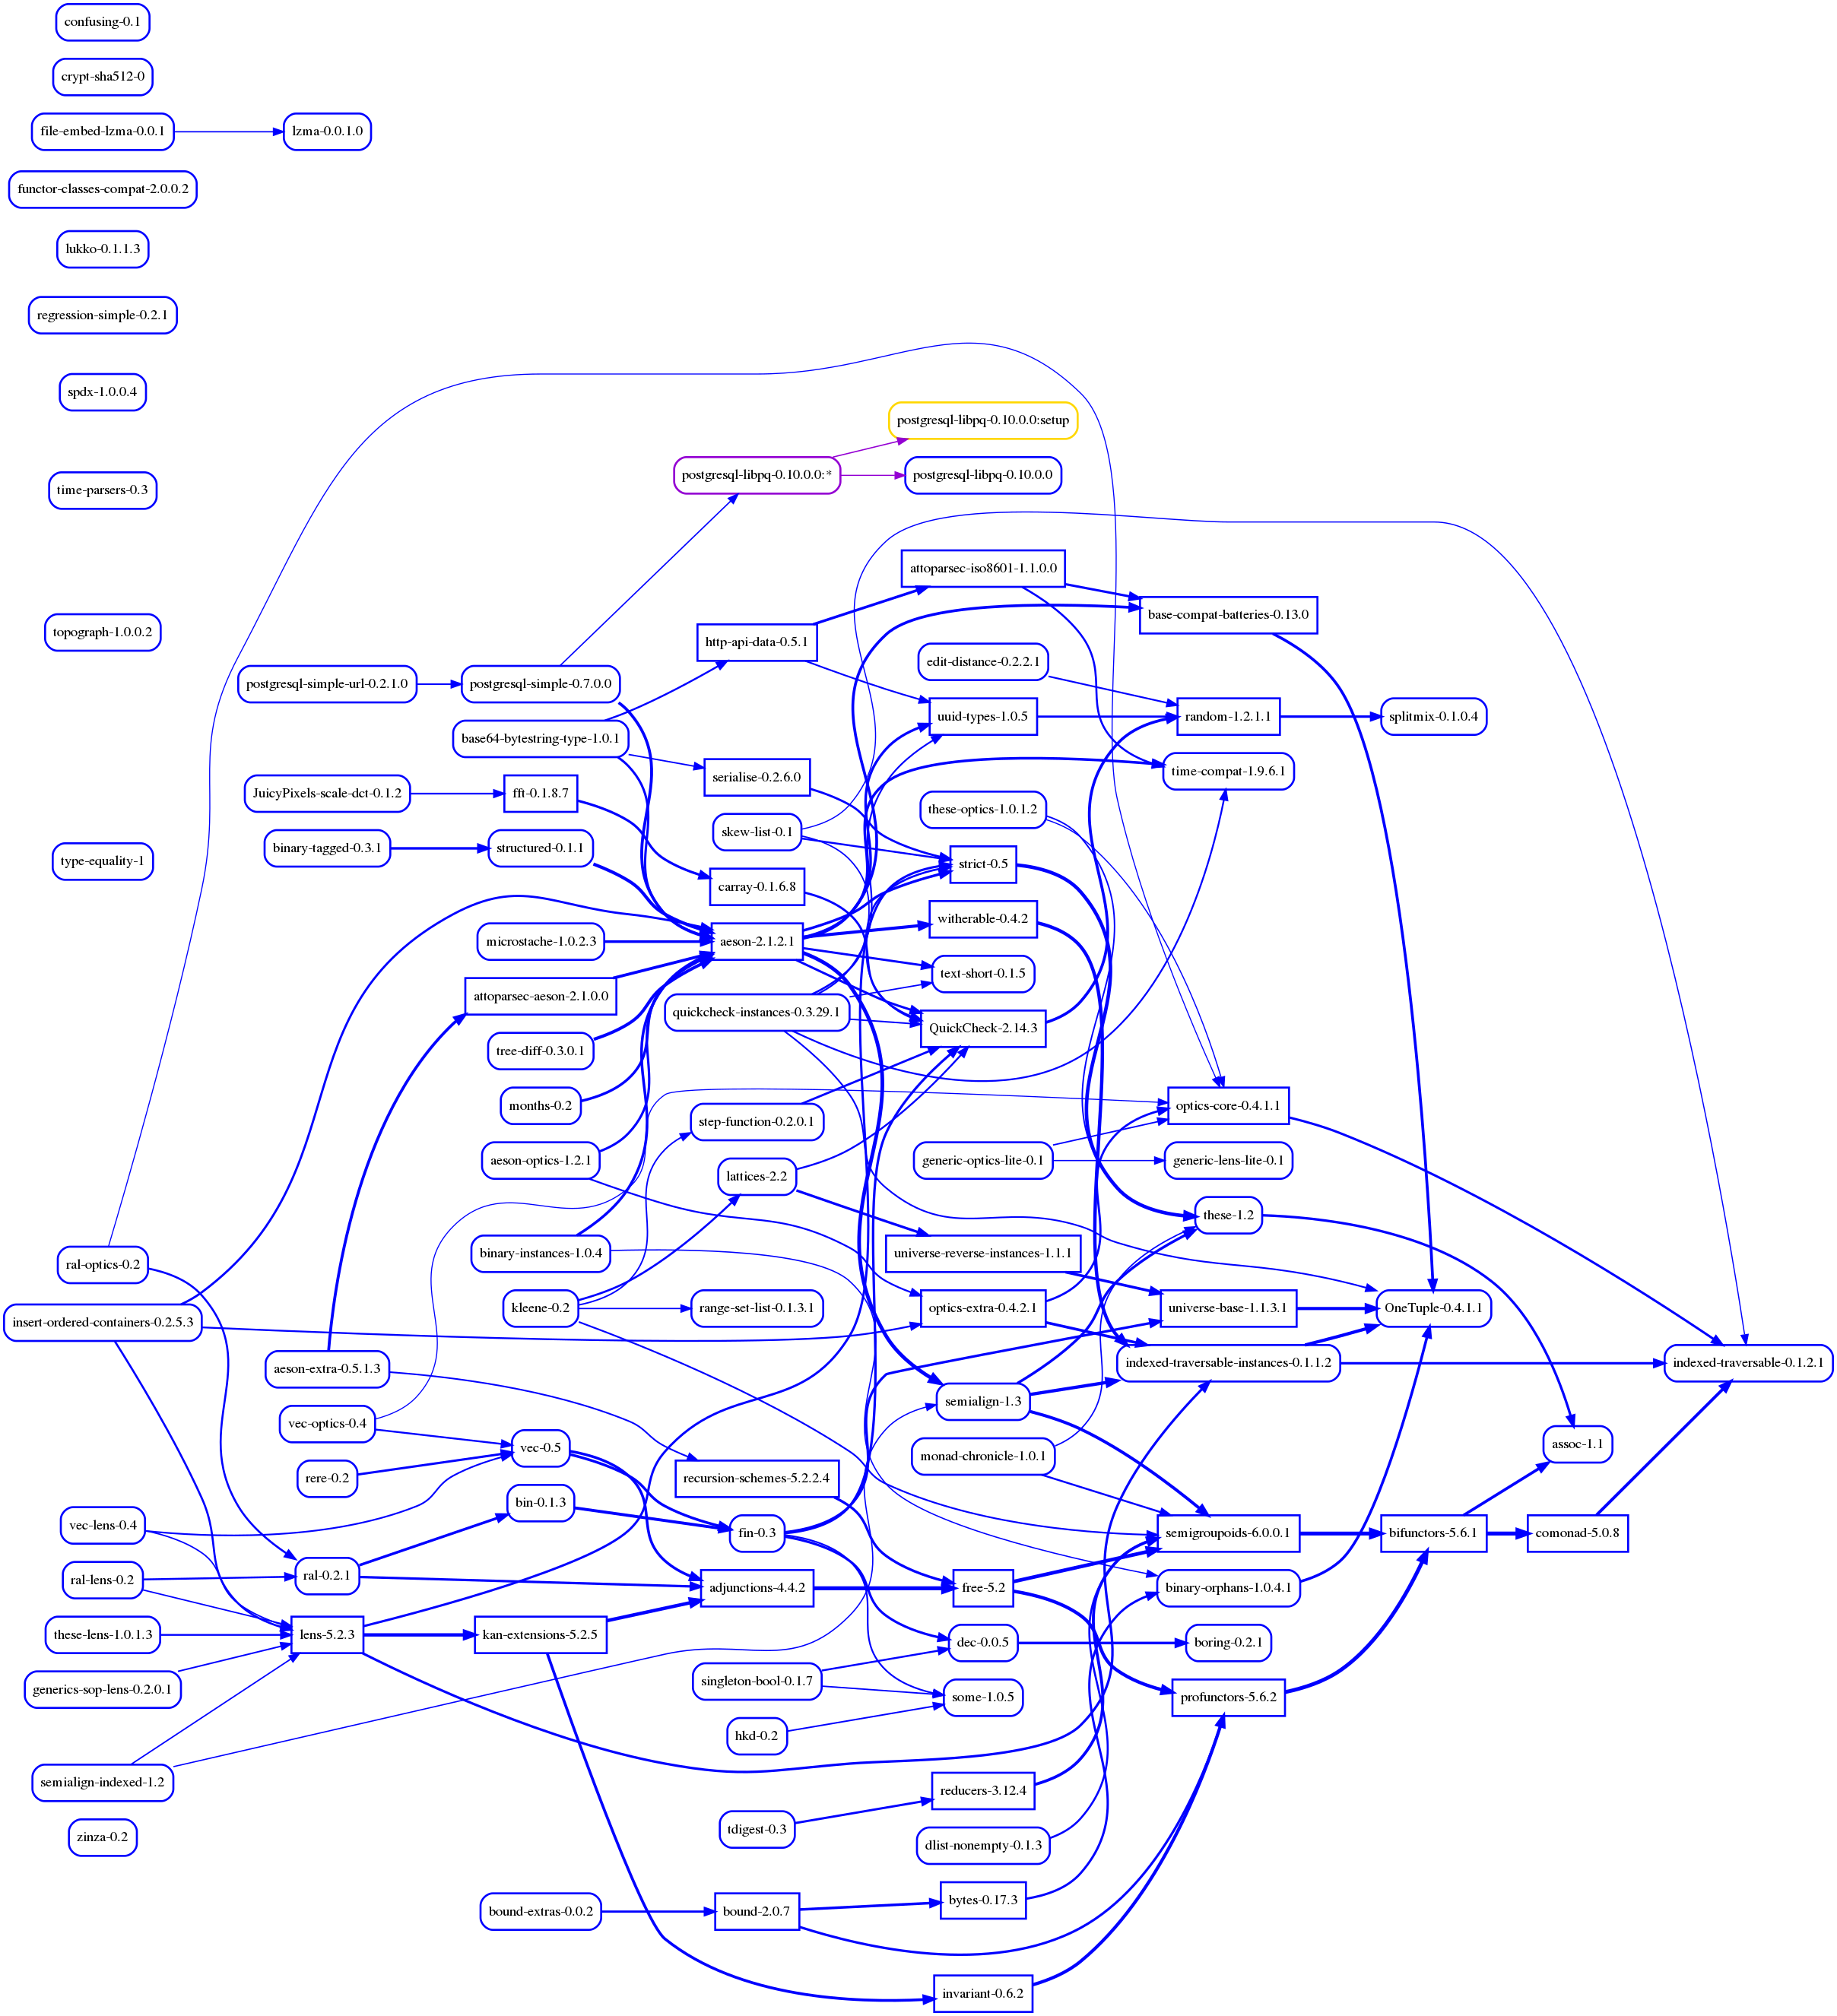 confusing-0.1
crypt-sha512-0
file-embed-lzma-0.0.1
lzma-0.0.1.0
functor-classes-compat-2.0.0.2
lukko-0.1.1.3
regression-simple-0.2.1
spdx-1.0.0.4
postgresql-libpq-0.10.0.0:setup
postgresql-libpq-0.10.0.0:*
postgresql-libpq-0.10.0.0
time-parsers-0.3
attoparsec-iso8601-1.1.0.0
base-compat-batteries-0.13.0
topograph-1.0.0.2
http-api-data-0.5.1
edit-distance-0.2.2.1
postgresql-simple-url-0.2.1.0
postgresql-simple-0.7.0.0
uuid-types-1.0.5
random-1.2.1.1
splitmix-0.1.0.4
base64-bytestring-type-1.0.1
serialise-0.2.6.0
time-compat-1.9.6.1
JuicyPixels-scale-dct-0.1.2
fft-0.1.8.7
these-optics-1.0.1.2
skew-list-0.1
type-equality-1
binary-tagged-0.3.1
structured-0.1.1
strict-0.5
carray-0.1.6.8
witherable-0.4.2
microstache-1.0.2.3
aeson-2.1.2.1
text-short-0.1.5
attoparsec-aeson-2.1.0.0
quickcheck-instances-0.3.29.1
QuickCheck-2.14.3
tree-diff-0.3.0.1
months-0.2
optics-core-0.4.1.1
step-function-0.2.0.1
aeson-optics-1.2.1
generic-optics-lite-0.1
generic-lens-lite-0.1
lattices-2.2
these-1.2
ral-optics-0.2
binary-instances-1.0.4
universe-reverse-instances-1.1.1
insert-ordered-containers-0.2.5.3
kleene-0.2
range-set-list-0.1.3.1
optics-extra-0.4.2.1
universe-base-1.1.3.1
OneTuple-0.4.1.1
aeson-extra-0.5.1.3
indexed-traversable-instances-0.1.1.2
indexed-traversable-0.1.2.1
semialign-1.3
vec-optics-0.4
vec-0.5
assoc-1.1
rere-0.2
recursion-schemes-5.2.2.4
monad-chronicle-1.0.1
bin-0.1.3
vec-lens-0.4
fin-0.3
semigroupoids-6.0.0.1
bifunctors-5.6.1
comonad-5.0.8
ral-lens-0.2
ral-0.2.1
adjunctions-4.4.2
free-5.2
binary-orphans-1.0.4.1
these-lens-1.0.1.3
lens-5.2.3
kan-extensions-5.2.5
dec-0.0.5
boring-0.2.1
generics-sop-lens-0.2.0.1
singleton-bool-0.1.7
some-1.0.5
profunctors-5.6.2
hkd-0.2
semialign-indexed-1.2
reducers-3.12.4
zinza-0.2
tdigest-0.3
dlist-nonempty-0.1.3
bound-extras-0.0.2
bound-2.0.7
bytes-0.17.3
invariant-0.6.2